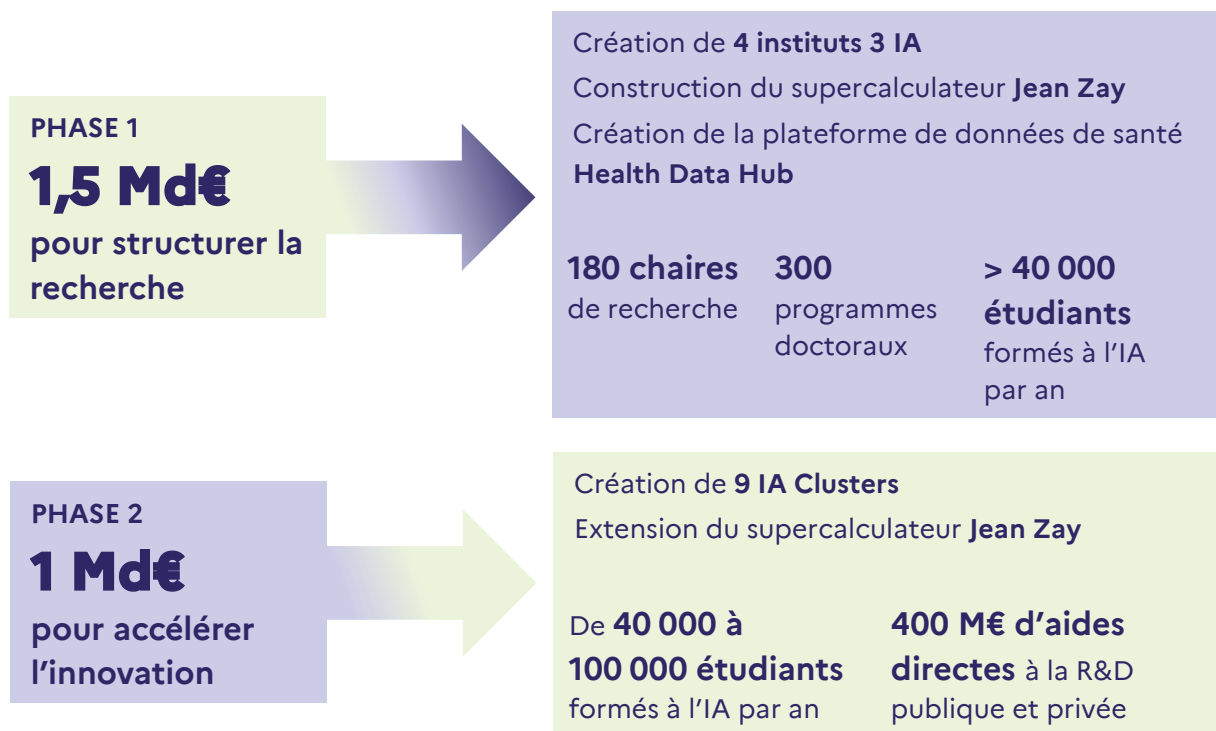 PHASE 1
1,5 Md€
pour structurer la
recherche
Création de 4 instituts 3 IA
Construction du supercalculateur Jean Zay
Création de la plateforme de données de santé
Health Data Hub
180 chaires
de recherche
300
programmes
doctoraux
> 40 000
étudiants
formés à l’IA
par an
PHASE 2
1 Md€
pour accélérer
l’innovation
Création de 9 IA Clusters
Extension du supercalculateur Jean Zay
De 40 000 à
100 000 étudiants
formés à l’IA par an
400 M€ d’aides
directes à la R&D
publique et privée